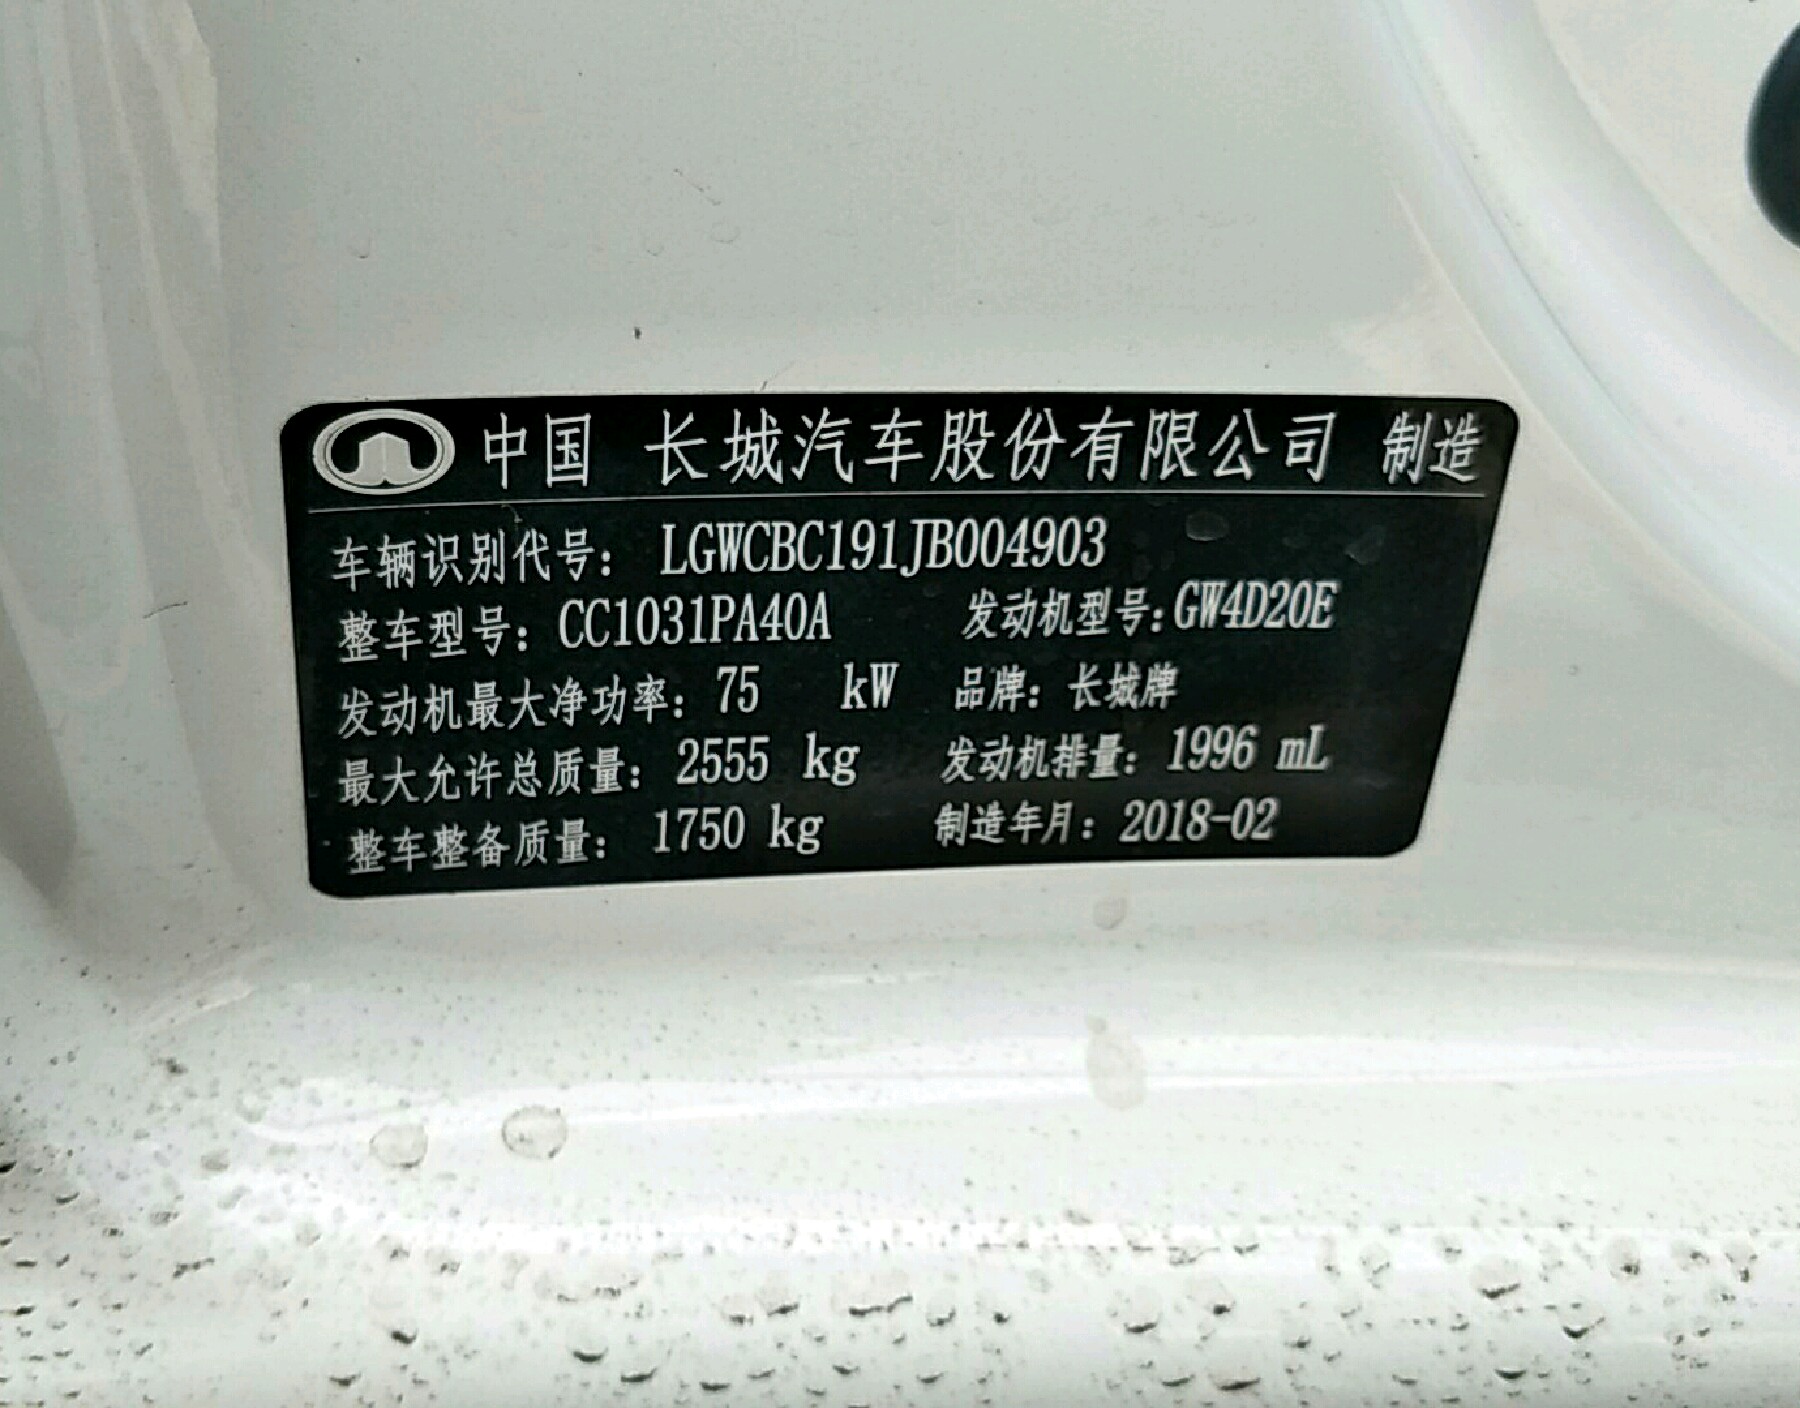 中国 长城汽车股份有限公司 制造
车辆识别代号: LGWCBC191JB004903
整车型号: CC1031PA40A 发动机型号: GW4D20E
发动机最大净功率: 75 kW 品牌: 长城牌
最大允许总质量: 2555 kg 发动机排量: 1996 mL
整车整备质量: 1750 kg 制造年月: 2018-02